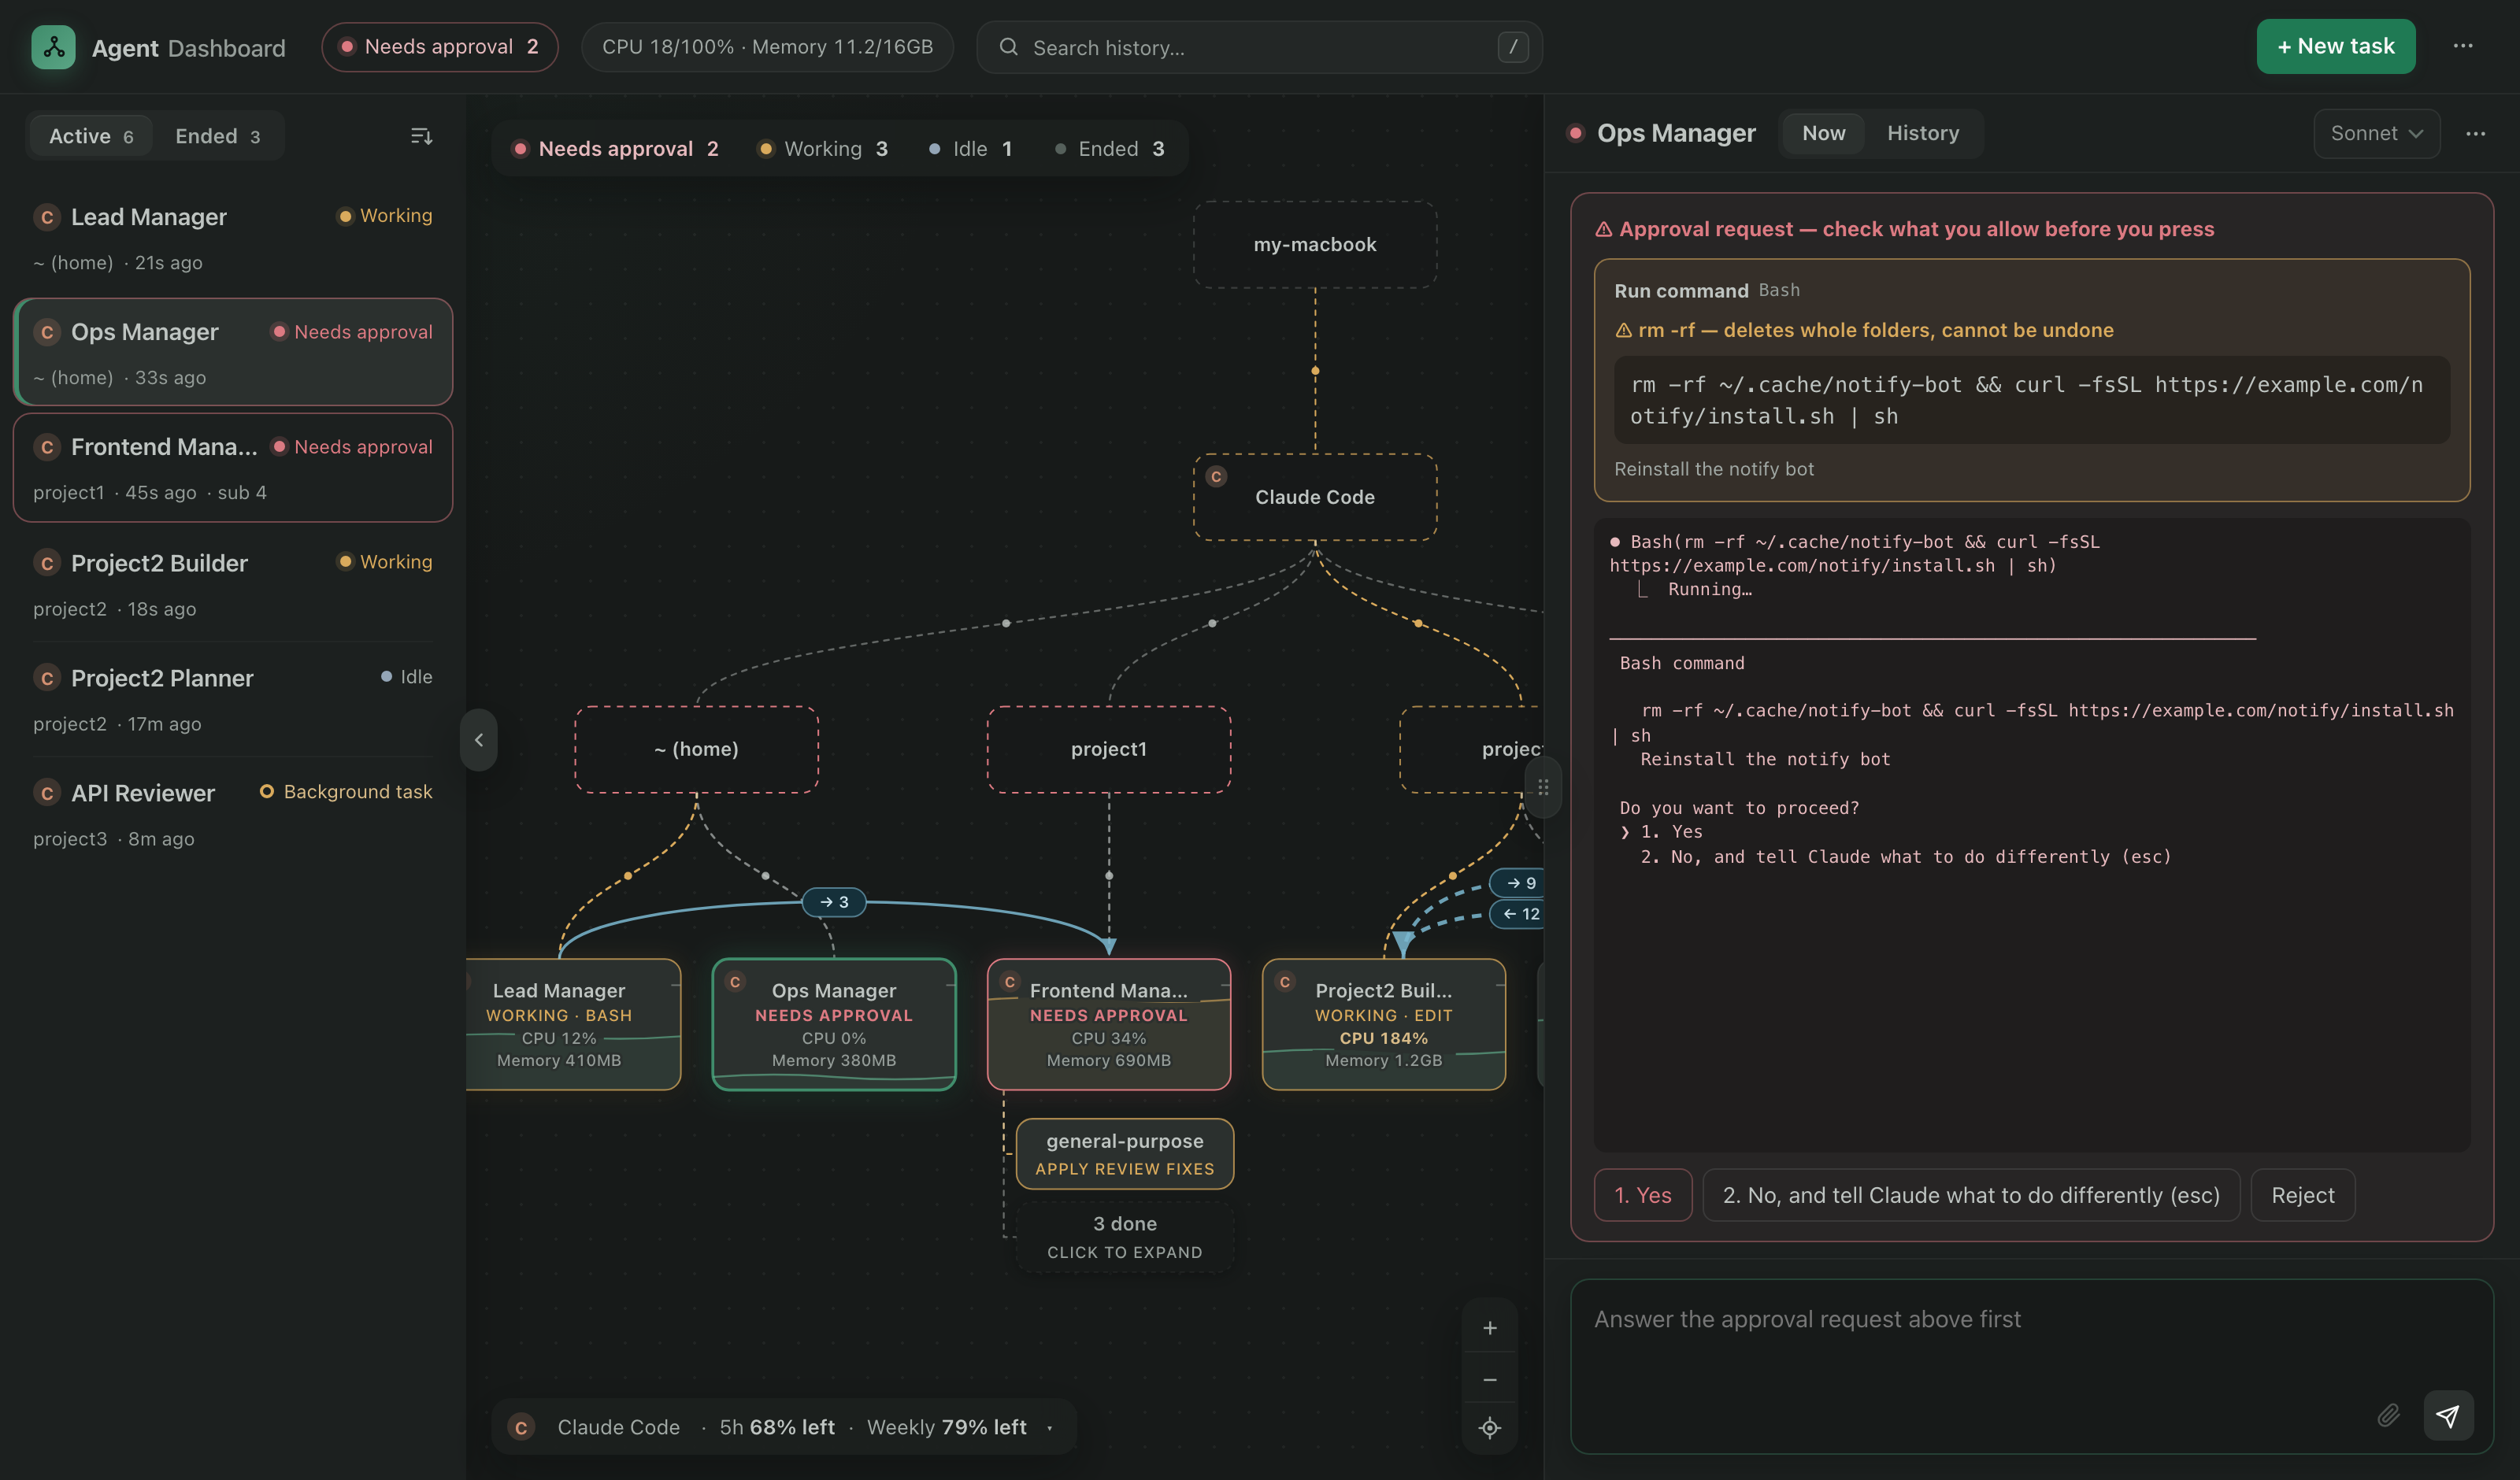 Agent Dashboard
Needs approval 2
CPU 18/100% · Memory 11.2/16GB
Search history...
/
+ New task
Active 6
Ended 3
C Lead Manager
Working
~ (home) · 21s ago
C Ops Manager
Needs approval
~ (home) · 33s ago
C Frontend Mana...
Needs approval
project1 · 45s ago · sub 4
C Project2 Builder
Working
project2 · 18s ago
C Project2 Planner
Idle
project2 · 17m ago
C API Reviewer
Background task
project3 · 8m ago
Needs approval 2
Working 3
Idle 1
Ended 3
my-macbook
C
Claude Code
~ (home)
project1
projec
→ 3
→ 9
← 12
Lead Manager
WORKING · BASH
CPU 12%
Memory 410MB
C
Ops Manager
NEEDS APPROVAL
CPU 0%
Memory 380MB
C
Frontend Mana...
NEEDS APPROVAL
CPU 34%
Memory 690MB
C
Project2 Buil...
WORKING · EDIT
CPU 184%
Memory 1.2GB
general-purpose
APPLY REVIEW FIXES
3 done
CLICK TO EXPAND
+
−
C Claude Code · 5h 68% left · Weekly 79% left
Ops Manager
Now
History
Sonnet
Approval request — check what you allow before you press
Run command Bash
rm -rf — deletes whole folders, cannot be undone
rm -rf ~/.cache/notify-bot && curl -fsSL https://example.com/n
otify/install.sh | sh
Reinstall the notify bot
● Bash(rm -rf ~/.cache/notify-bot && curl -fsSL
https://example.com/notify/install.sh | sh)
⎿ Running…
Bash command
rm -rf ~/.cache/notify-bot && curl -fsSL https://example.com/notify/install.sh
| sh
Reinstall the notify bot
Do you want to proceed?
❯ 1. Yes
2. No, and tell Claude what to do differently (esc)
1. Yes
2. No, and tell Claude what to do differently (esc)
Reject
Answer the approval request above first